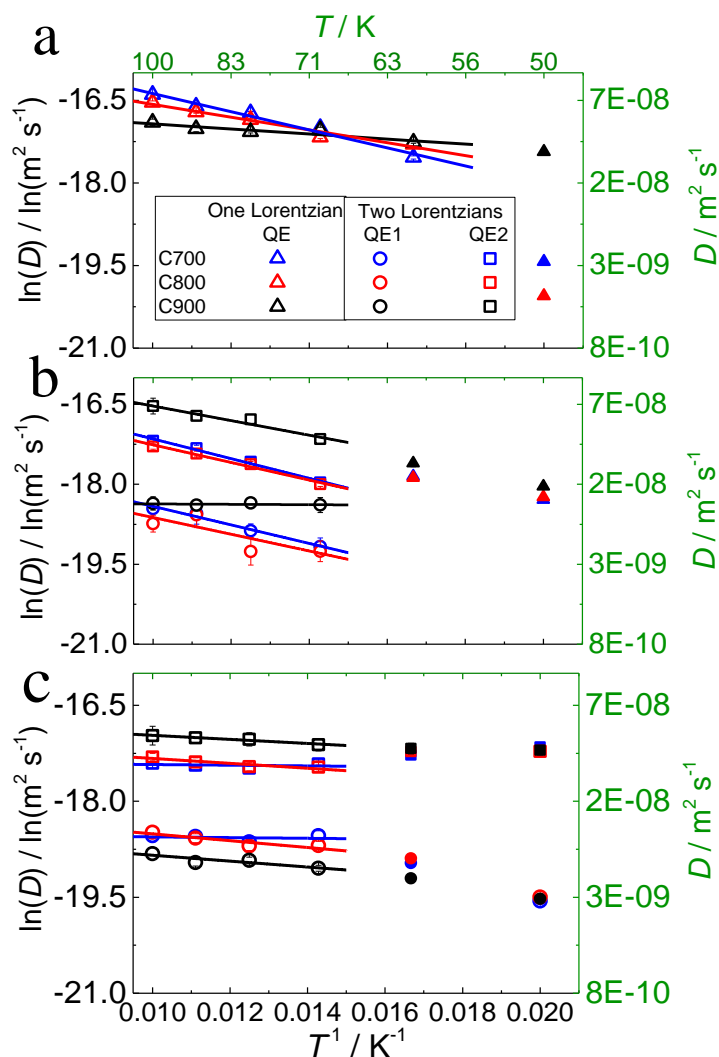 a
T / K
100 83 71 63 56 50
-16.5
-18.0
-19.5
-21.0
ln(D) / ln(m² s⁻¹)
7E-08
2E-08
3E-09
8E-10
D / m² s⁻¹
One Lorentzian Two Lorentzians
QE QE1 QE2
C700
C800
C900
b
-16.5
-18.0
-19.5
-21.0
ln(D) / ln(m² s⁻¹)
7E-08
2E-08
3E-09
8E-10
D / m² s⁻¹
c
-16.5
-18.0
-19.5
-21.0
ln(D) / ln(m² s⁻¹)
7E-08
2E-08
3E-09
8E-10
D / m² s⁻¹
0.010 0.012 0.014 0.016 0.018 0.020
T¹ / K⁻¹